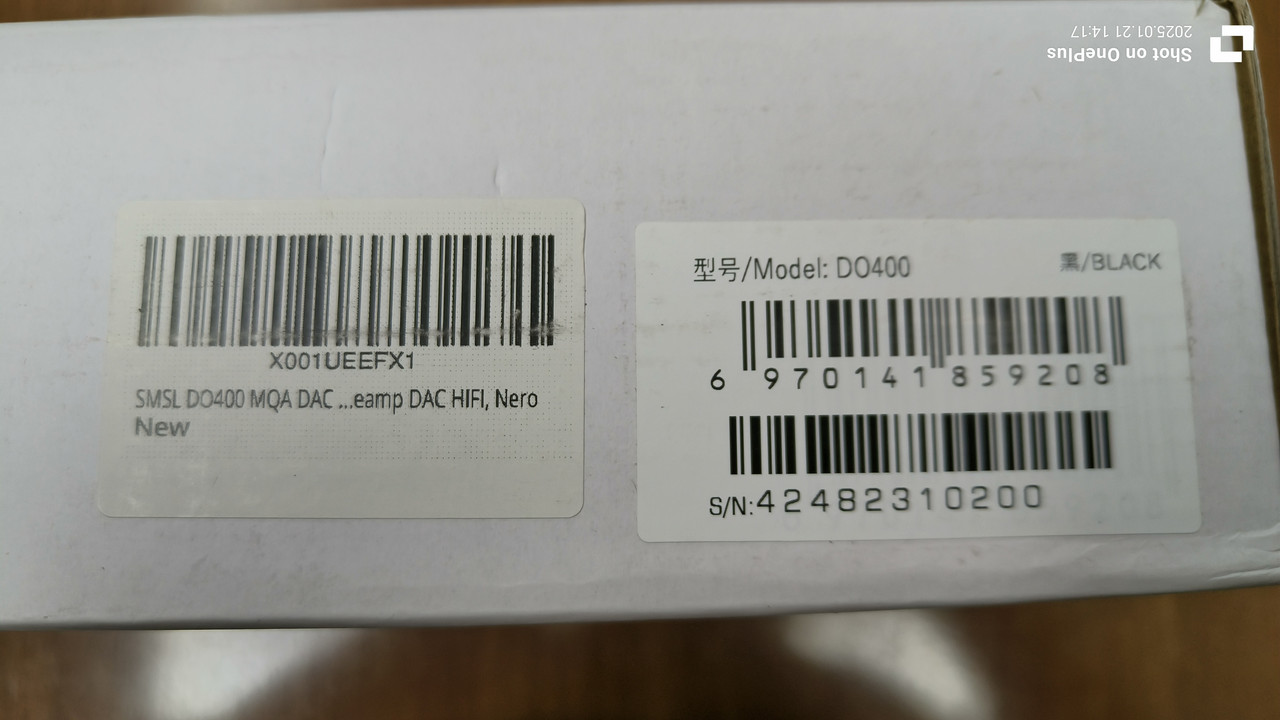 X001UEEFX1
SMSL DO400 MQA DAC ...eamp DAC HIFI, Nero
New
型号/Model: DO400
黑/BLACK
6 970141 859208
S/N:42482310200
Shot on OnePlus
2025.01.21 14:17